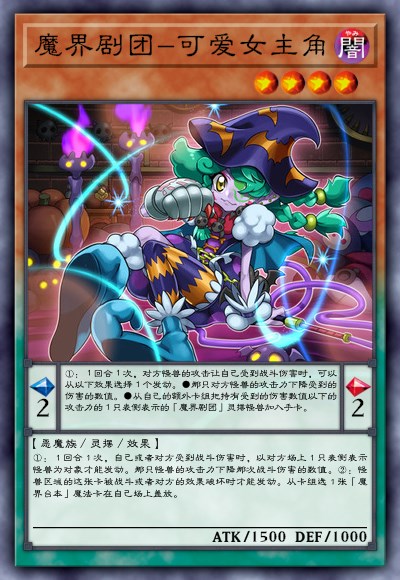 魔界剧团-可爱女主角
闇
やみ
①：1回合1次，对方怪兽的攻击让自己受到战斗伤害时，可以
从以下效果选择1个发动。●那只对方怪兽的攻击力下降受到的
伤害的数值。●从自己的额外卡组把持有受到的伤害数值以下的
攻击力的1只表侧表示的「魔界剧团」灵摆怪兽加入手卡。
2
2
【恶魔族／灵摆／效果】
①：1回合1次，自己或者对方受到战斗伤害时，以对方场上1只表侧表示
怪兽为对象才能发动。那只怪兽的攻击力下降那次战斗伤害的数值。②：怪
兽区域的这张卡被战斗或者对方的效果破坏时才能发动。从卡组选1张「魔
界台本」魔法卡在自己场上盖放。
ATK/1500 DEF/1000